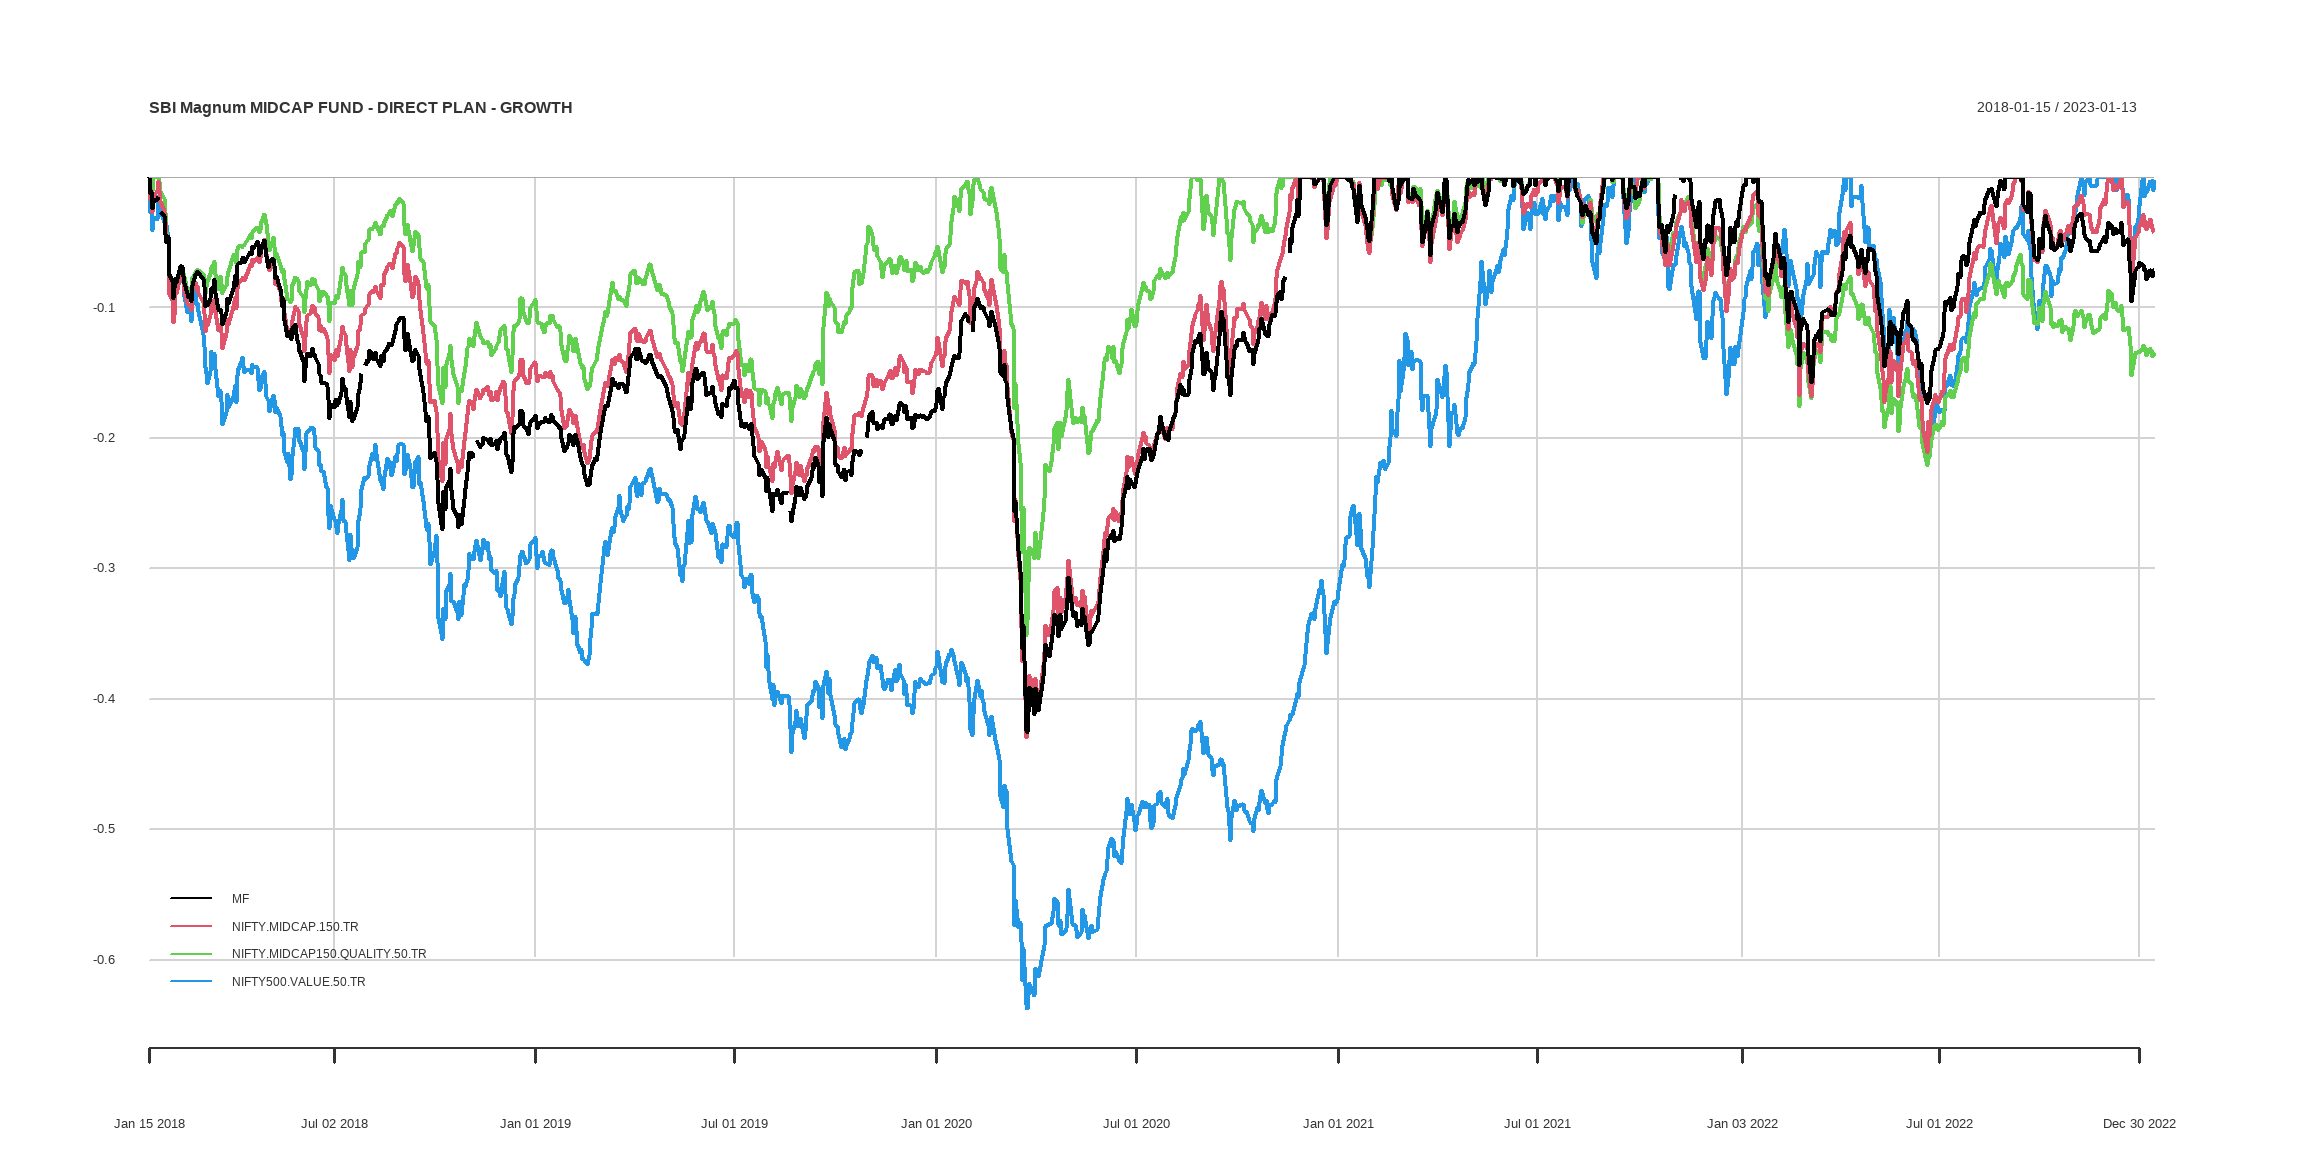 SBI Magnum MIDCAP FUND - DIRECT PLAN - GROWTH
2018-01-15 / 2023-01-13
-0.1
-0.2
-0.3
-0.4
-0.5
-0.6
MF
NIFTY.MIDCAP.150.TR
NIFTY.MIDCAP150.QUALITY.50.TR
NIFTY500.VALUE.50.TR
Jan 15 2018
Jul 02 2018
Jan 01 2019
Jul 01 2019
Jan 01 2020
Jul 01 2020
Jan 01 2021
Jul 01 2021
Jan 03 2022
Jul 01 2022
Dec 30 2022